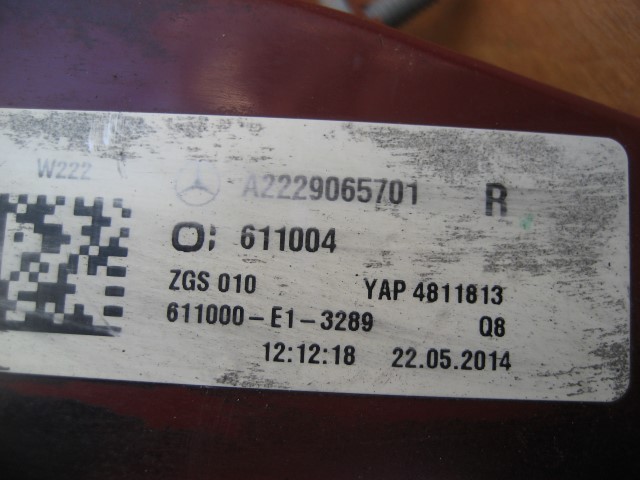 W222 A2229065701 R
O; 611004
ZGS 010 YAP 4811813
611000-E1-3289 Q8
12:12:18 22.05.2014